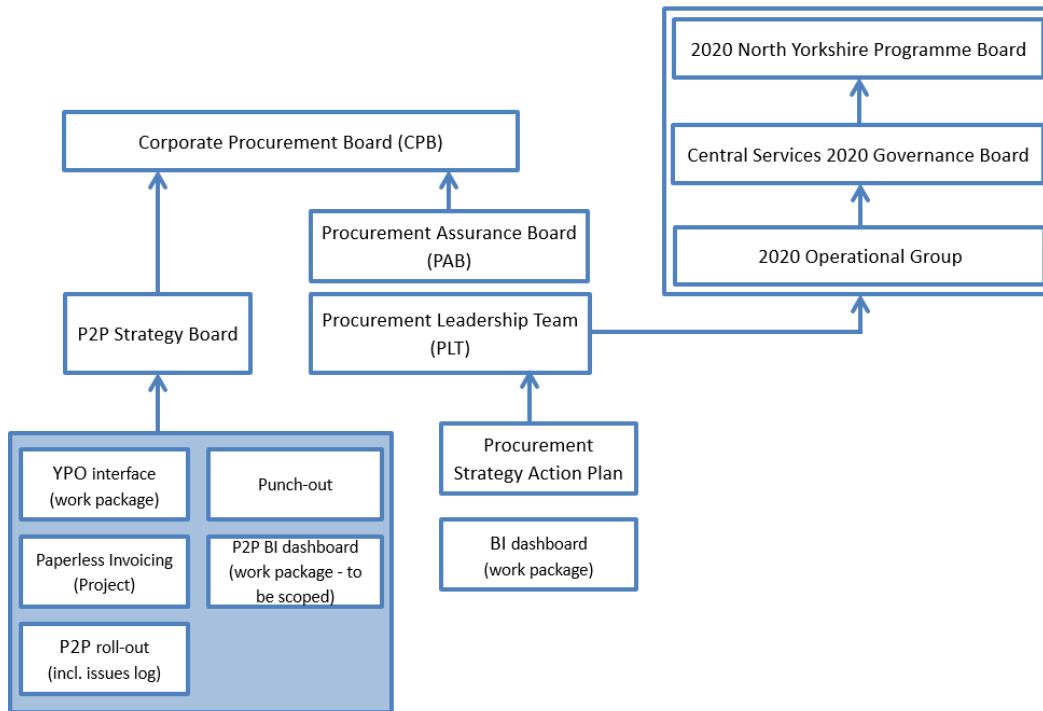 2020 North Yorkshire Programme Board
Corporate Procurement Board (CPB)
Central Services 2020 Governance Board
Procurement Assurance Board
(PAB)
2020 Operational Group
P2P Strategy Board
Procurement Leadership Team
(PLT)
YPO interface
(work package)
Punch-out
Paperless Invoicing
(Project)
P2P BI dashboard
(work package - to
be scoped)
P2P roll-out
(incl. issues log)
Procurement
Strategy Action Plan
BI dashboard
(work package)